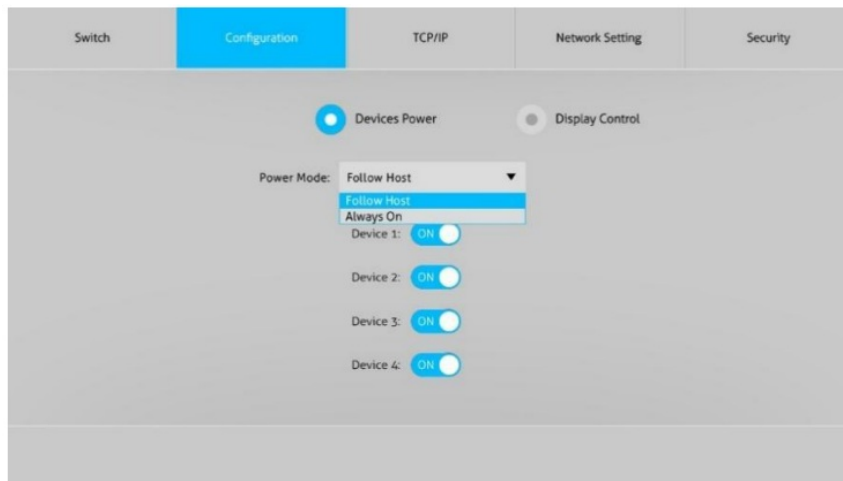 Switch Configuration TCP/IP Network Setting Security
Devices Power Display Control
Power Mode: Follow Host
Follow Host
Always On
Device 1: ON
Device 2: ON
Device 3: ON
Device 4: ON